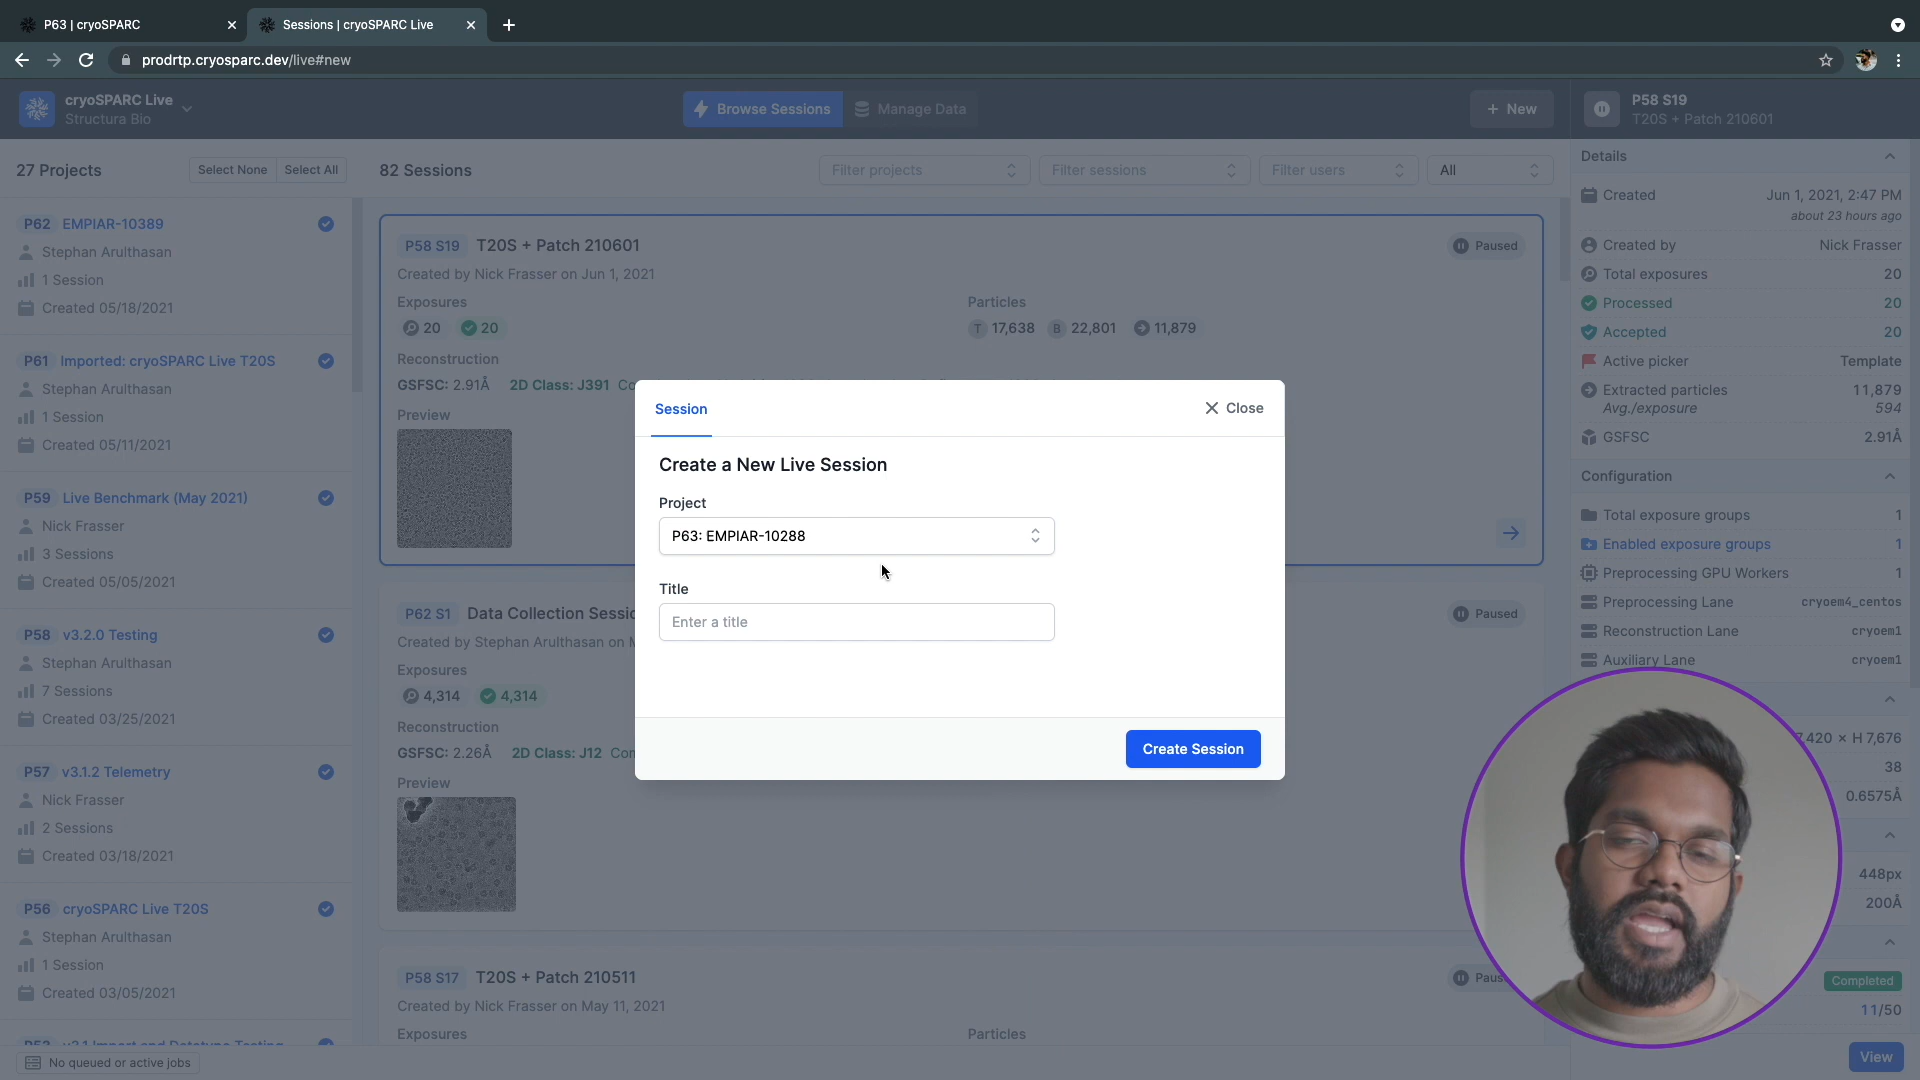 P63 | cryoSPARC
Sessions | cryoSPARC Live
prodrtp.cryosparc.dev/live#new
cryoSPARC Live
Structura Bio
Browse Sessions
Manage Data
+ New
P58 S19
T20S + Patch 210601
27 Projects
Select None
Select All
82 Sessions
Filter projects
Filter sessions
Filter users
All
P62 EMPIAR-10389
Stephan Arulthasan
1 Session
Created 05/18/2021
P61 Imported: cryoSPARC Live T20S
Stephan Arulthasan
1 Session
Created 05/11/2021
P59 Live Benchmark (May 2021)
Nick Frasser
3 Sessions
Created 05/05/2021
P58 v3.2.0 Testing
Stephan Arulthasan
7 Sessions
Created 03/25/2021
P57 v3.1.2 Telemetry
Nick Frasser
2 Sessions
Created 03/18/2021
P56 cryoSPARC Live T20S
Stephan Arulthasan
1 Session
Created 03/05/2021
No queued or active jobs
P58 S19 T20S + Patch 210601
Paused
Created by Nick Frasser on Jun 1, 2021
Exposures
20 20
Particles
T 17,638 B 22,801 11,879
Reconstruction
GSFSC: 2.91Å 2D Class: J391
Preview
P62 S1 Data Collection
Paused
Created by Stephan Arulthasan on
Exposures
4,314 4,314
Reconstruction
GSFSC: 2.26Å 2D Class: J12
Preview
P58 S17 T20S + Patch 210511
Created by Nick Frasser on May 11, 2021
Exposures
Particles
Session
Close
Create a New Live Session
Project
P63: EMPIAR-10288
Title
Enter a title
Create Session
Details
Created Jun 1, 2021, 2:47 PM
about 23 hours ago
Created by Nick Frasser
Total exposures 20
Processed 20
Accepted 20
Active picker Template
Extracted particles 11,879
Avg./exposure 594
GSFSC 2.91Å
Configuration
Total exposure groups 1
Enabled exposure groups 1
Preprocessing GPU Workers 1
Preprocessing Lane cryoem4_centos
Reconstruction Lane cryoem1
Auxiliary Lane cryoem1
× H 7,676
38
0.6575Å
448px
200Å
Completed
11/50
View